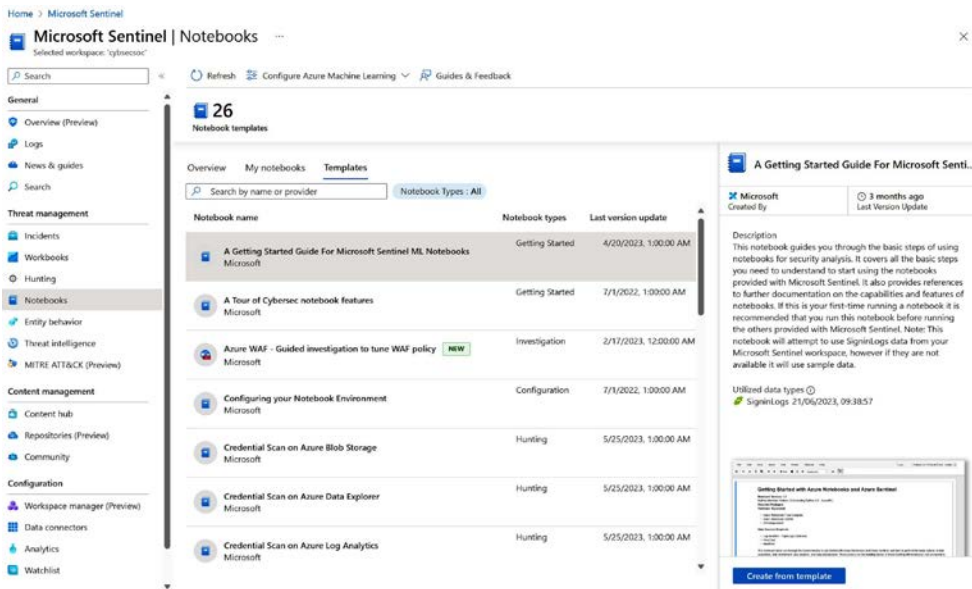 Home > Microsoft Sentinel
Microsoft Sentinel | Notebooks ...
Selected workspace: 'cybsecsoc'
Search
General
Overview (Preview)
Logs
News & guides
Search
Threat management
Incidents
Workbooks
Hunting
Notebooks
Entity behavior
Threat intelligence
MITRE ATT&CK (Preview)
Content management
Content hub
Repositories (Preview)
Community
Configuration
Workspace manager (Preview)
Data connectors
Analytics
Watchlist
Refresh Configure Azure Machine Learning Guides & Feedback
26
Notebook templates
Overview My notebooks Templates
Search by name or provider Notebook Types : All
Notebook name Notebook types Last version update
A Getting Started Guide For Microsoft Sentinel ML Notebooks Getting Started 4/20/2023, 1:00:00 AM
Microsoft
A Tour of Cybersec notebook features Getting Started 7/1/2022, 1:00:00 AM
Microsoft
Azure WAF - Guided investigation to tune WAF policy NEW Investigation 2/17/2023, 12:00:00 AM
Microsoft
Configuring your Notebook Environment Configuration 7/1/2022, 1:00:00 AM
Microsoft
Credential Scan on Azure Blob Storage Hunting 5/25/2023, 1:00:00 AM
Microsoft
Credential Scan on Azure Data Explorer Hunting 5/25/2023, 1:00:00 AM
Microsoft
Credential Scan on Azure Log Analytics Hunting 5/25/2023, 1:00:00 AM
Microsoft
A Getting Started Guide For Microsoft Senti...
Microsoft 3 months ago
Created By Last Version Update
Description
This notebook guides you through the basic steps of using
notebooks for security analysis. It covers all the basic steps
you need to understand to start using the notebooks
provided with Microsoft Sentinel. It also provides references
to further documentation on the capabilities and features of
notebooks. If this is your first-time running a notebook it is
recommended that you run this notebook before running
the others provided with Microsoft Sentinel. Note: This
notebook will attempt to use SigninLogs data from your
Microsoft Sentinel workspace, however if they are not
available it will use sample data.
Utilized data types
SigninLogs 21/06/2023, 09:38:57
Getting Started with Azure Notebooks and Azure Sentinel
Create from template